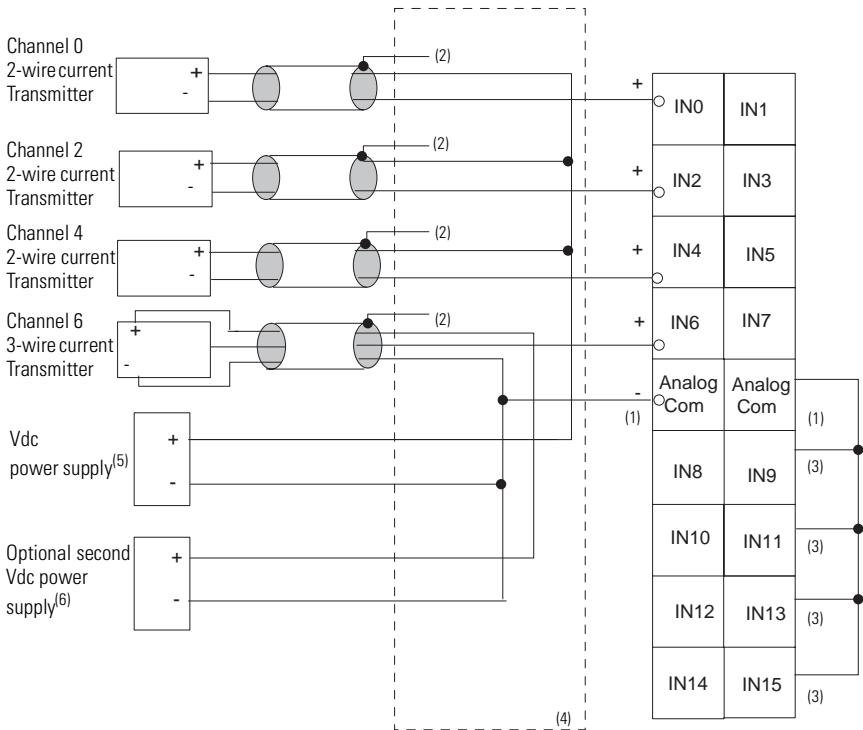 Channel 0
2-wire current
Transmitter
+
-
(2)
+
IN0
IN1
Channel 2
2-wire current
Transmitter
+
-
(2)
+
IN2
IN3
Channel 4
2-wire current
Transmitter
+
-
(2)
+
IN4
IN5
Channel 6
3-wire current
Transmitter
+
-
(2)
+
IN6
IN7
-
(1)
Analog
Com
Analog
Com
(1)
Vdc
power supply(5)
+
-
IN8
IN9
(3)
Optional second
Vdc power
supply(6)
+
-
IN10
IN11
(3)
IN12
IN13
(3)
IN14
IN15
(3)
(4)